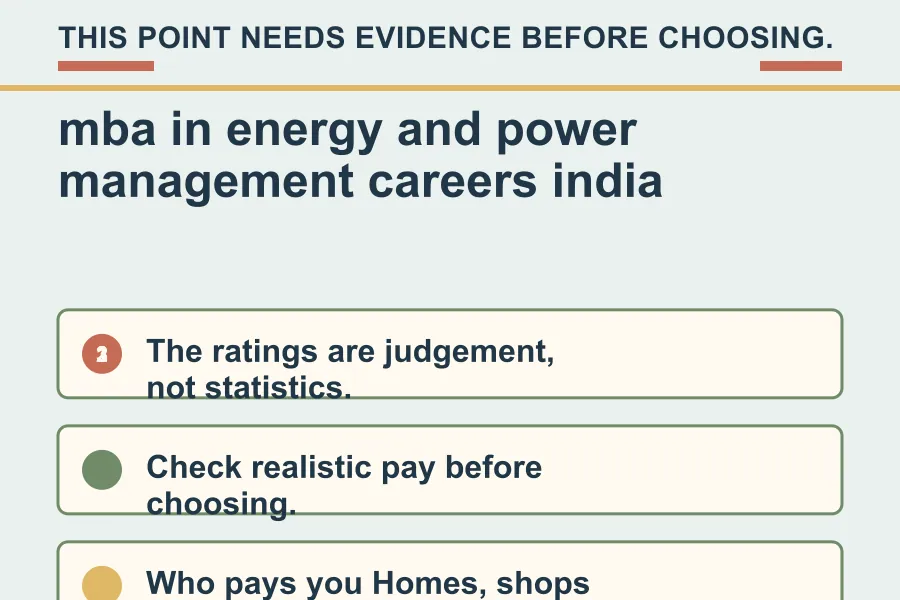 THIS POINT NEEDS EVIDENCE BEFORE CHOOSING.
mba in energy and power
management careers india
The ratings are judgement,
not statistics.
Check realistic pay before
choosing.
Who pays you Homes, shops